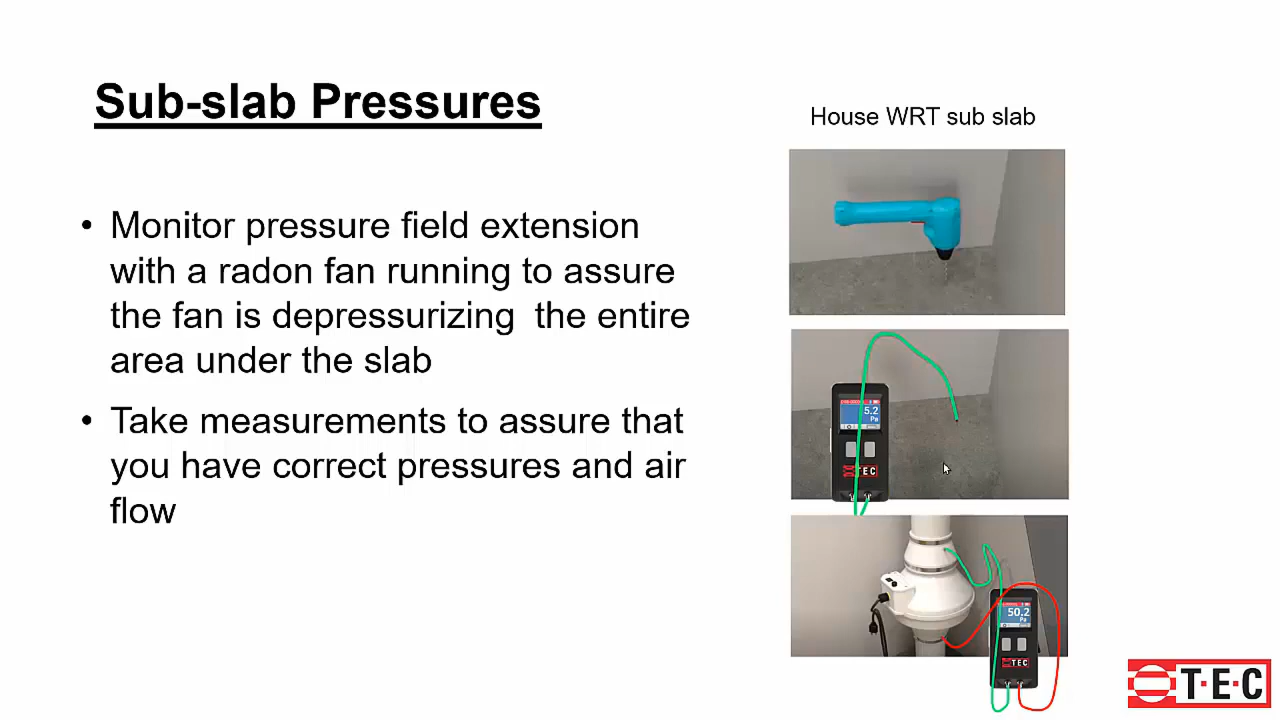 Sub-slab Pressures
House WRT sub slab
• Monitor pressure field extension
with a radon fan running to assure
the fan is depressurizing  the entire
area under the slab
• Take measurements to assure that
you have correct pressures and air
flow
5.2
Pa
TEC
50.2
Pa
TEC
T·E·C